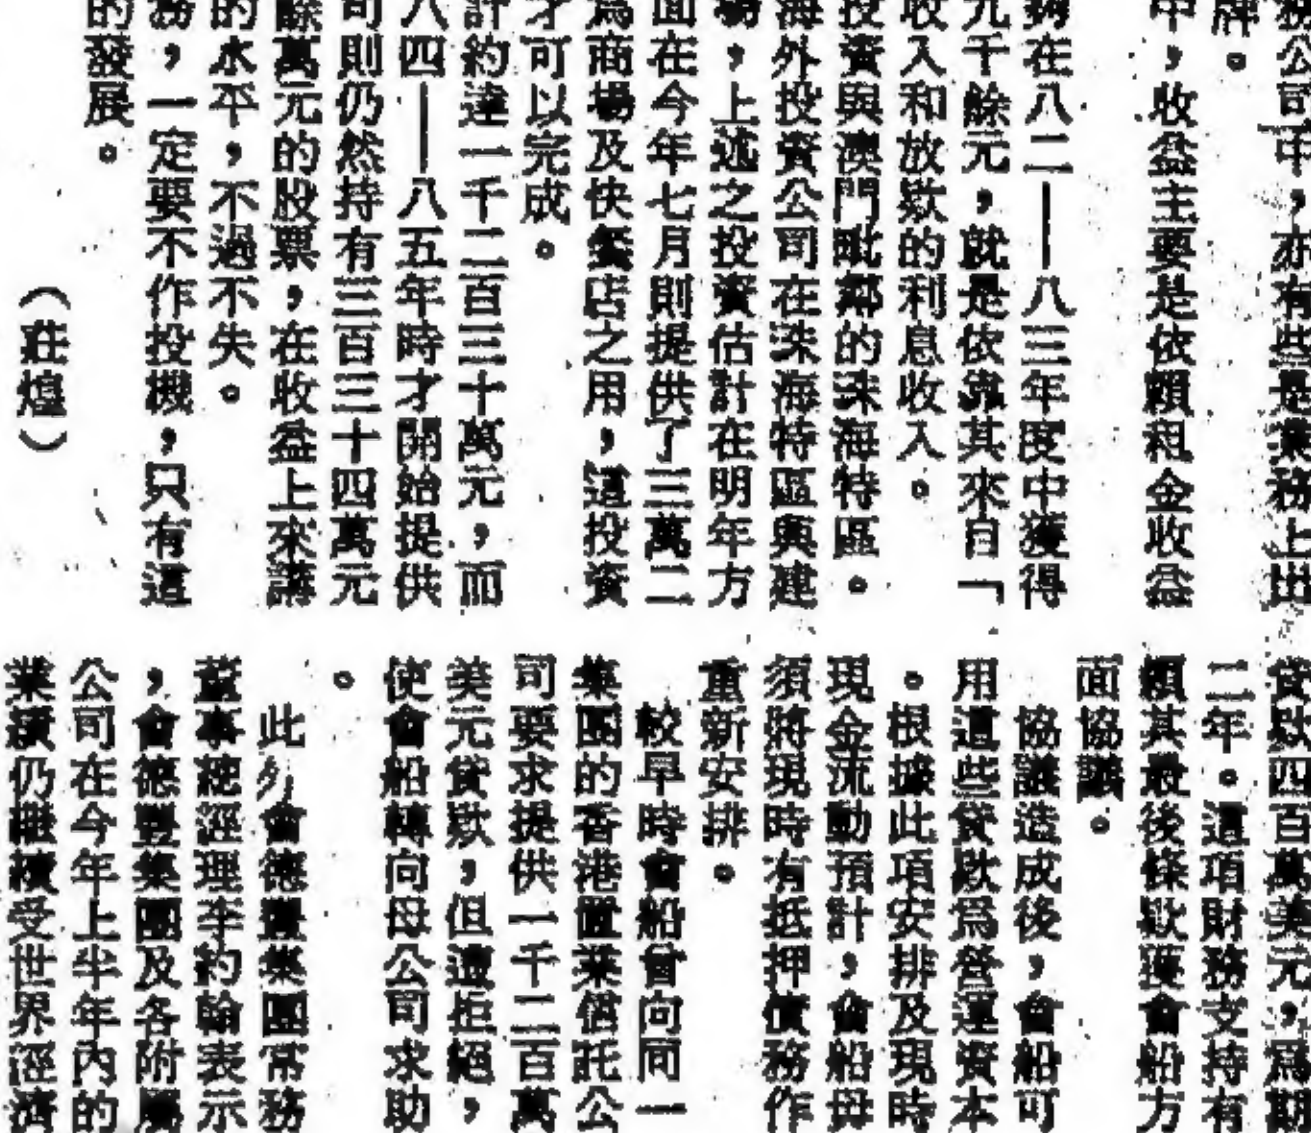 務公司中,亦有些是業務上出
牌。
中,收益主要是依賴租金收益
夠在八二——八三年度中獲得
九千餘元,就是依靠其來自「
收入和放款的利息收入。
投資與澳門毗鄰的珠海特區。
海外投資公司在珠海特區興建
場,上述之投資估計在明年方
面在今年七月則提供了三萬二
為商場及快餐店之用,這投資
才可以完成。
計約達一千二百三十萬元,而
八四——八五年時才開始提供
司則仍然持有三百三十四萬元
餘萬元的股票,在收益上來講
的水平,不過不失。
務,一定要不作投機,只有這
的發展。
(莊煌)
貸款四百萬美元,為期
二年。這項財務支持有
賴其最後條款獲會船方
面協議。
協議造成後,會船可
用這些貸款為營運資本
。根據此項安排及現時
現金流動預計,會船毋
須將現時有抵押債務作
重新安排。
較早時會船曾向同一
集團的香港置業信託公
司要求提供一千二百萬
美元貸款,但遭拒絕,
使會船轉向母公司求助
。
此外會德豐集團常務
董事總經理李約翰表示
,會德豐集團及各附屬
公司在今年上半年內的
業績仍繼續受世界經濟